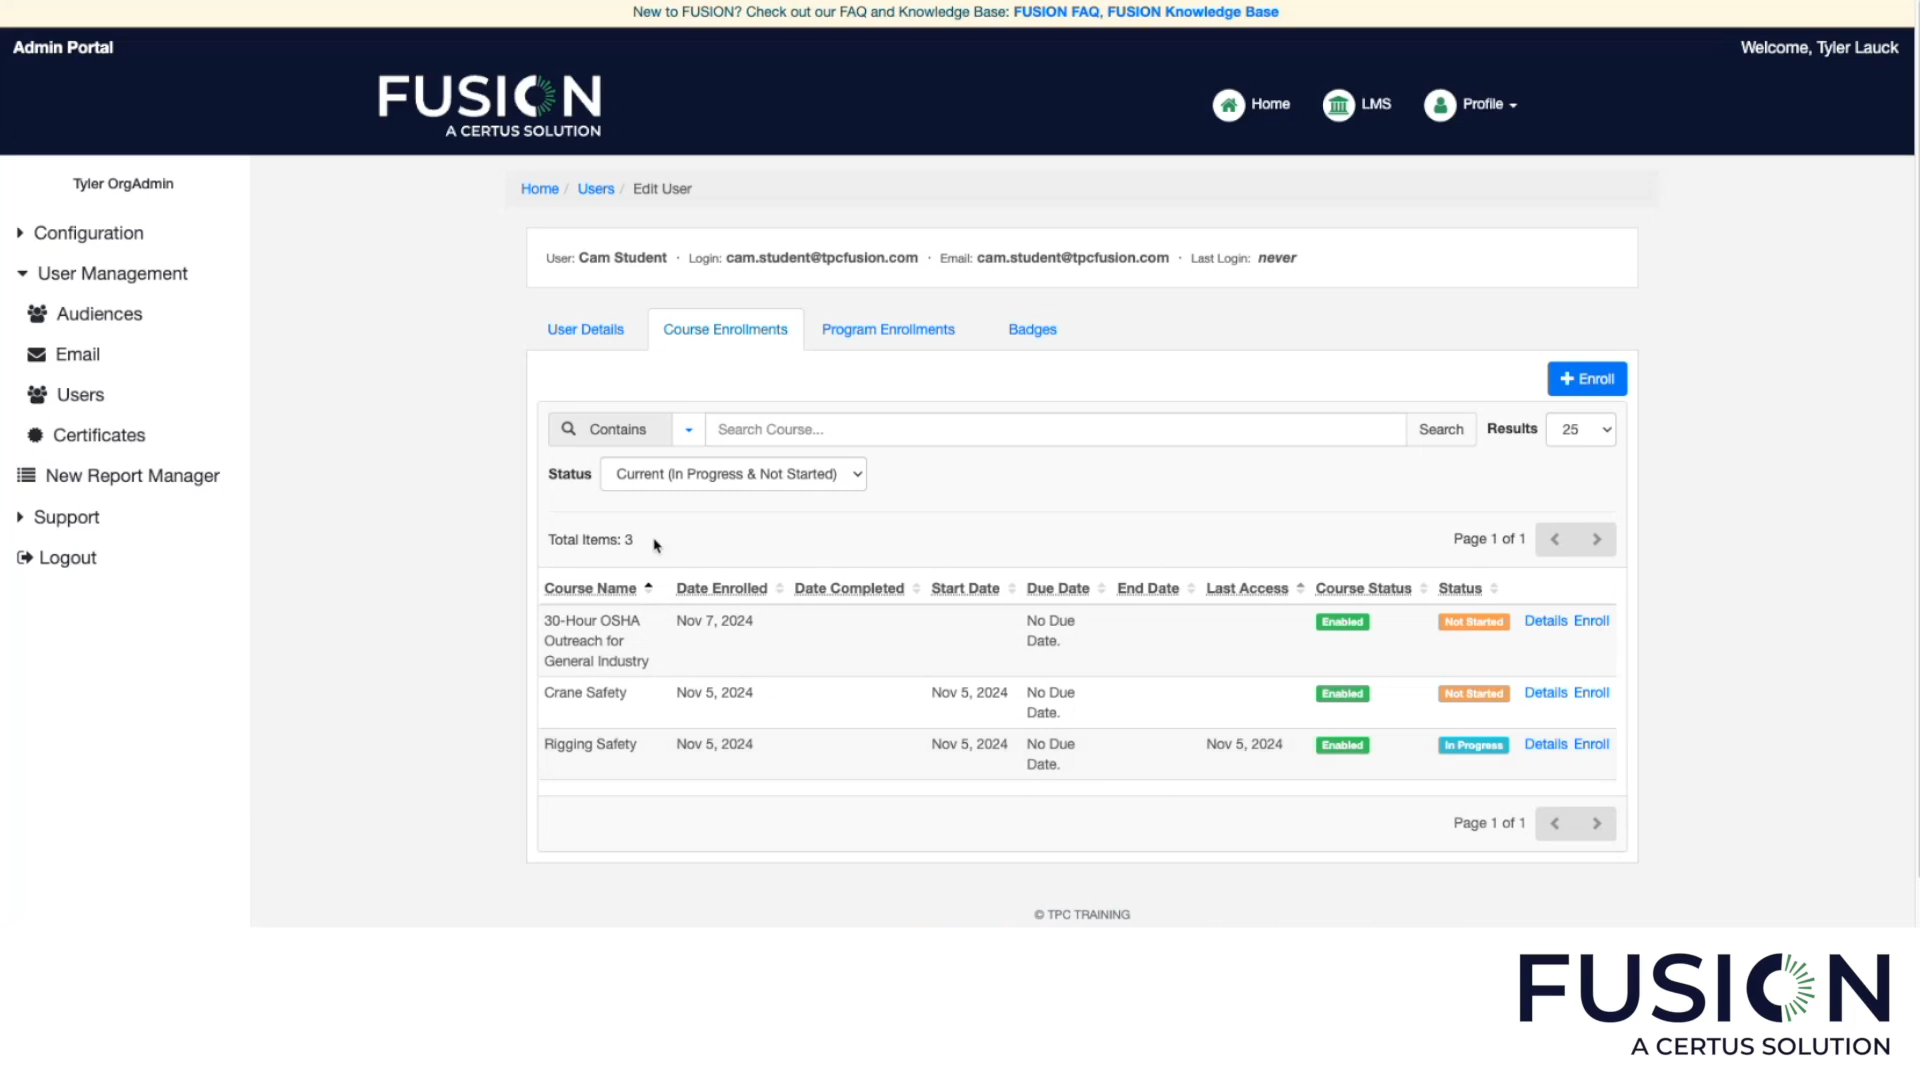 New to FUSION? Check out our FAQ and Knowledge Base: FUSION FAQ, FUSION Knowledge Base
Admin Portal
Welcome, Tyler Lauck
FUSION
A CERTUS SOLUTION
Home
LMS
Profile
Tyler OrgAdmin
Configuration
User Management
Audiences
Email
Users
Certificates
New Report Manager
Support
Logout
Home / Users / Edit User
User: Cam Student · Login: cam.student@tpcfusion.com · Email: cam.student@tpcfusion.com · Last Login: never
User Details Course Enrollments Program Enrollments Badges
+ Enroll
Contains Search Course... Search Results 25
Status Current (In Progress & Not Started)
Total Items: 3 Page 1 of 1
Course Name Date Enrolled Date Completed Start Date Due Date End Date Last Access Course Status Status
30-Hour OSHA Nov 7, 2024 No Due Enabled Not Started Details Enroll
Outreach for Date.
General Industry
Crane Safety Nov 5, 2024 Nov 5, 2024 No Due Enabled Not Started Details Enroll
Date.
Rigging Safety Nov 5, 2024 Nov 5, 2024 No Due Nov 5, 2024 Enabled In Progress Details Enroll
Date.
Page 1 of 1
© TPC TRAINING
FUSION
A CERTUS SOLUTION